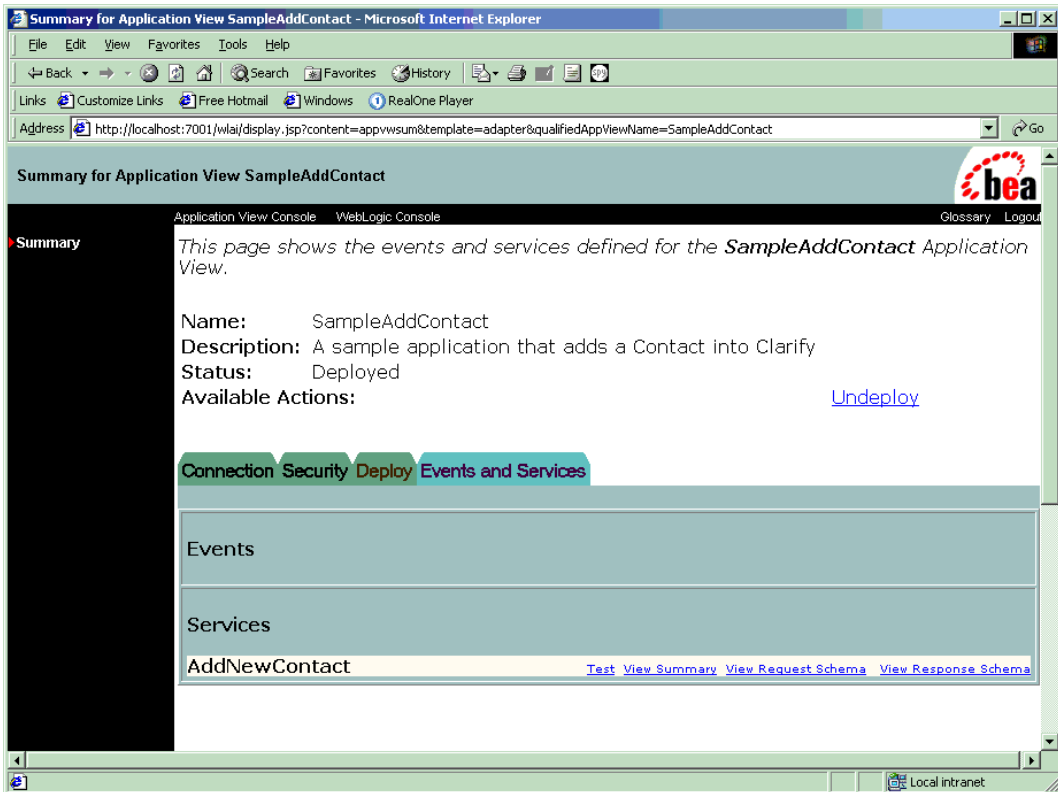 Summary for Application View SampleAddContact - Microsoft Internet Explorer
File Edit View Favorites Tools Help
Back Search Favorites History
Links Customize Links Free Hotmail Windows RealOne Player
Address http://localhost:7001/wlai/display.jsp?content=appvwsum&template=adapter&qualifiedAppViewName=SampleAddContact Go
Summary for Application View SampleAddContact
bea
Application View Console WebLogic Console Glossary Logout
Summary
This page shows the events and services defined for the SampleAddContact Application
View.
Name: SampleAddContact
Description: A sample application that adds a Contact into Clarify
Status: Deployed
Available Actions: Undeploy
Connection Security Deploy Events and Services
Events
Services
AddNewContact Test View Summary View Request Schema View Response Schema
Local intranet